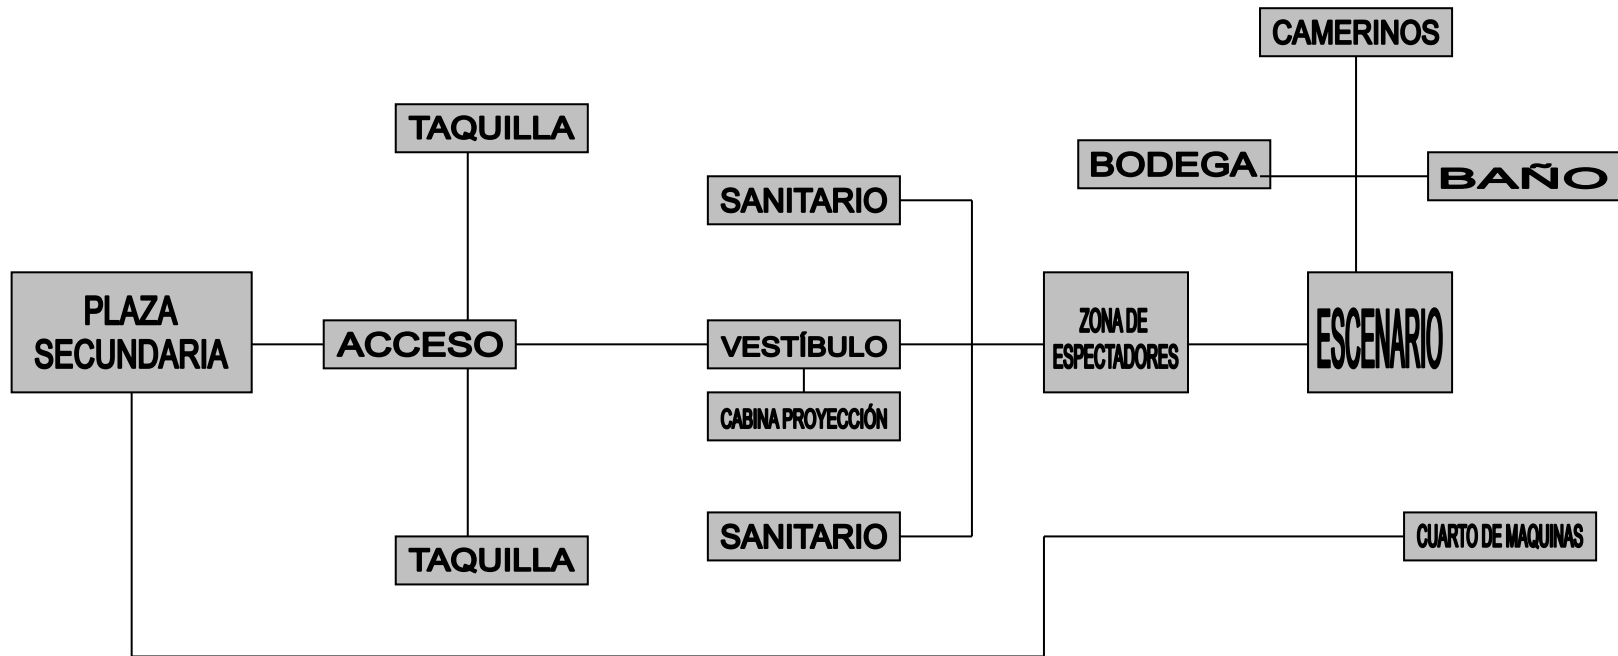 CAMERINOS
TAQUILLA
BODEGA
BAÑO
SANITARIO
PLAZA
SECUNDARIA
ACCESO
VESTÍBULO
ZONA DE
ESPECTADORES
ESCENARIO
CABINA PROYECCIÓN
SANITARIO
CUARTO DE MAQUINAS
TAQUILLA